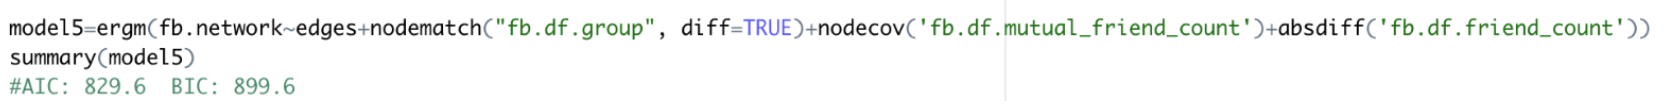 model5=ergm(fb.network~edges+nodematch("fb.df.group", diff=TRUE)+nodecov('fb.df.mutual_friend_count')+absdiff('fb.df.friend_count'))
summary(model5)
#AIC: 829.6  BIC: 899.6